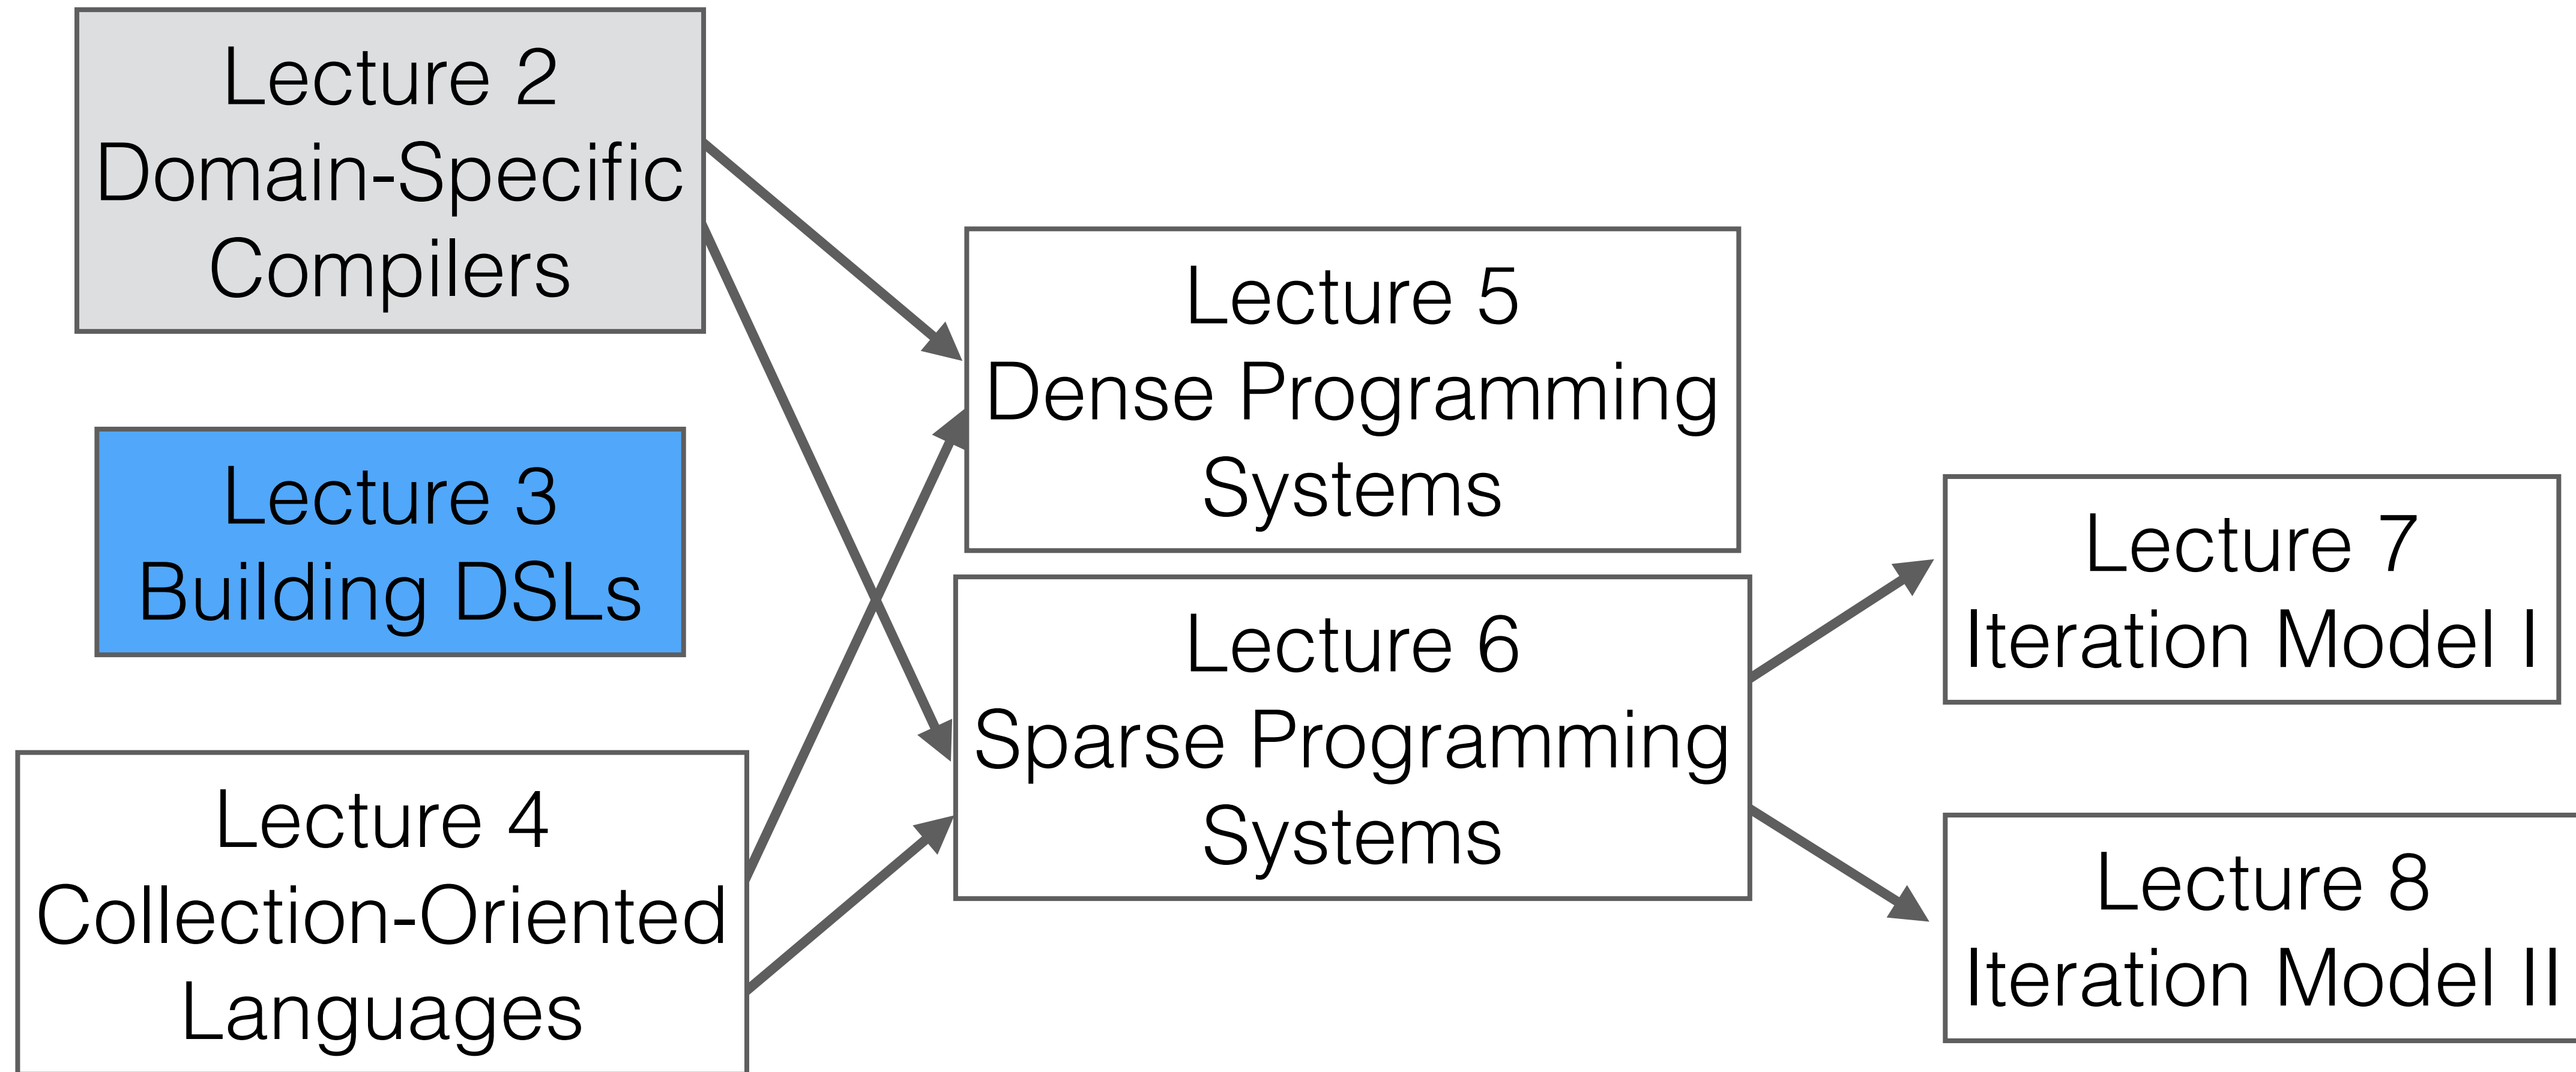 Lecture 2
Domain-Specific
Compilers
Lecture 3
Building DSLs
Lecture 4
Collection-Oriented
Languages
Lecture 5
Dense Programming
Systems
Lecture 6
Sparse Programming
Systems
Lecture 7
Iteration Model I
Lecture 8
Iteration Model II